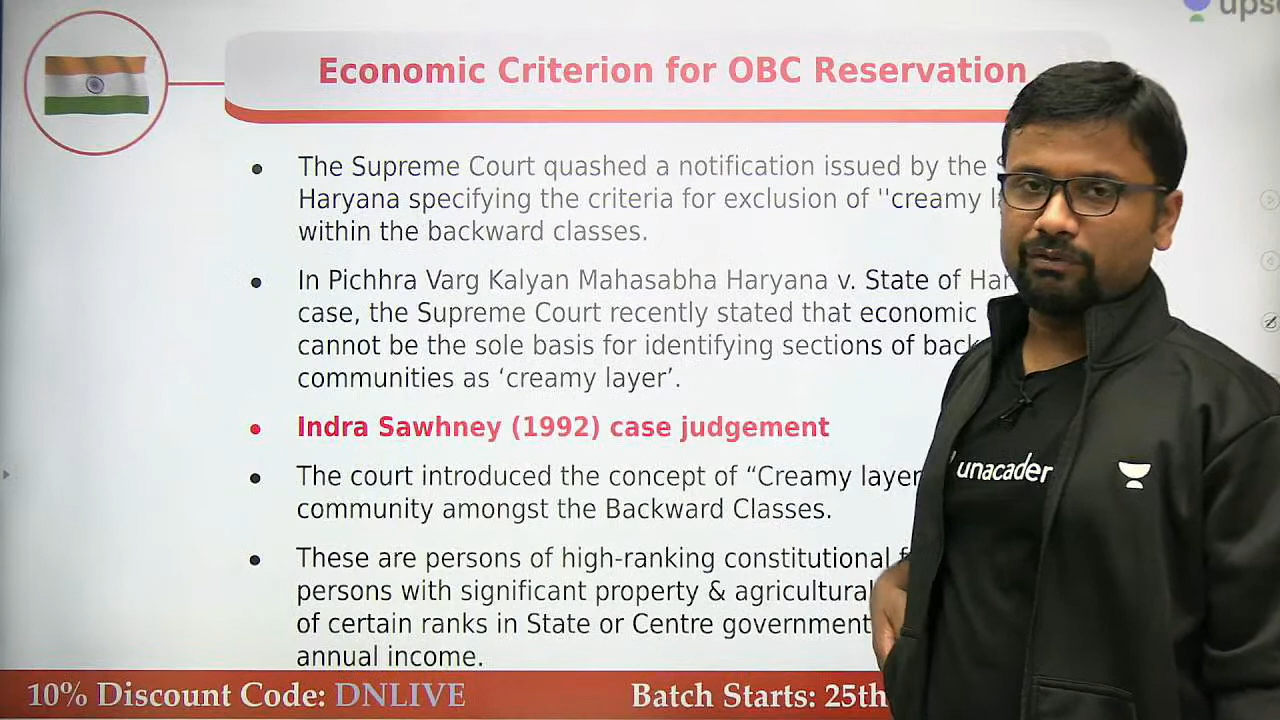 upsc
Economic Criterion for OBC Reservation
The Supreme Court quashed a notification issued by the
Haryana specifying the criteria for exclusion of "creamy
within the backward classes.
In Pichhra Varg Kalyan Mahasabha Haryana v. State of Har
case, the Supreme Court recently stated that economic
cannot be the sole basis for identifying sections of back
communities as ‘creamy layer’.
Indra Sawhney (1992) case judgement
The court introduced the concept of “Creamy layer
community amongst the Backward Classes.
These are persons of high-ranking constitutional
persons with significant property & agricultural
of certain ranks in State or Centre government
annual income.
unacader
10% Discount Code: DNLIVE
Batch Starts: 25th